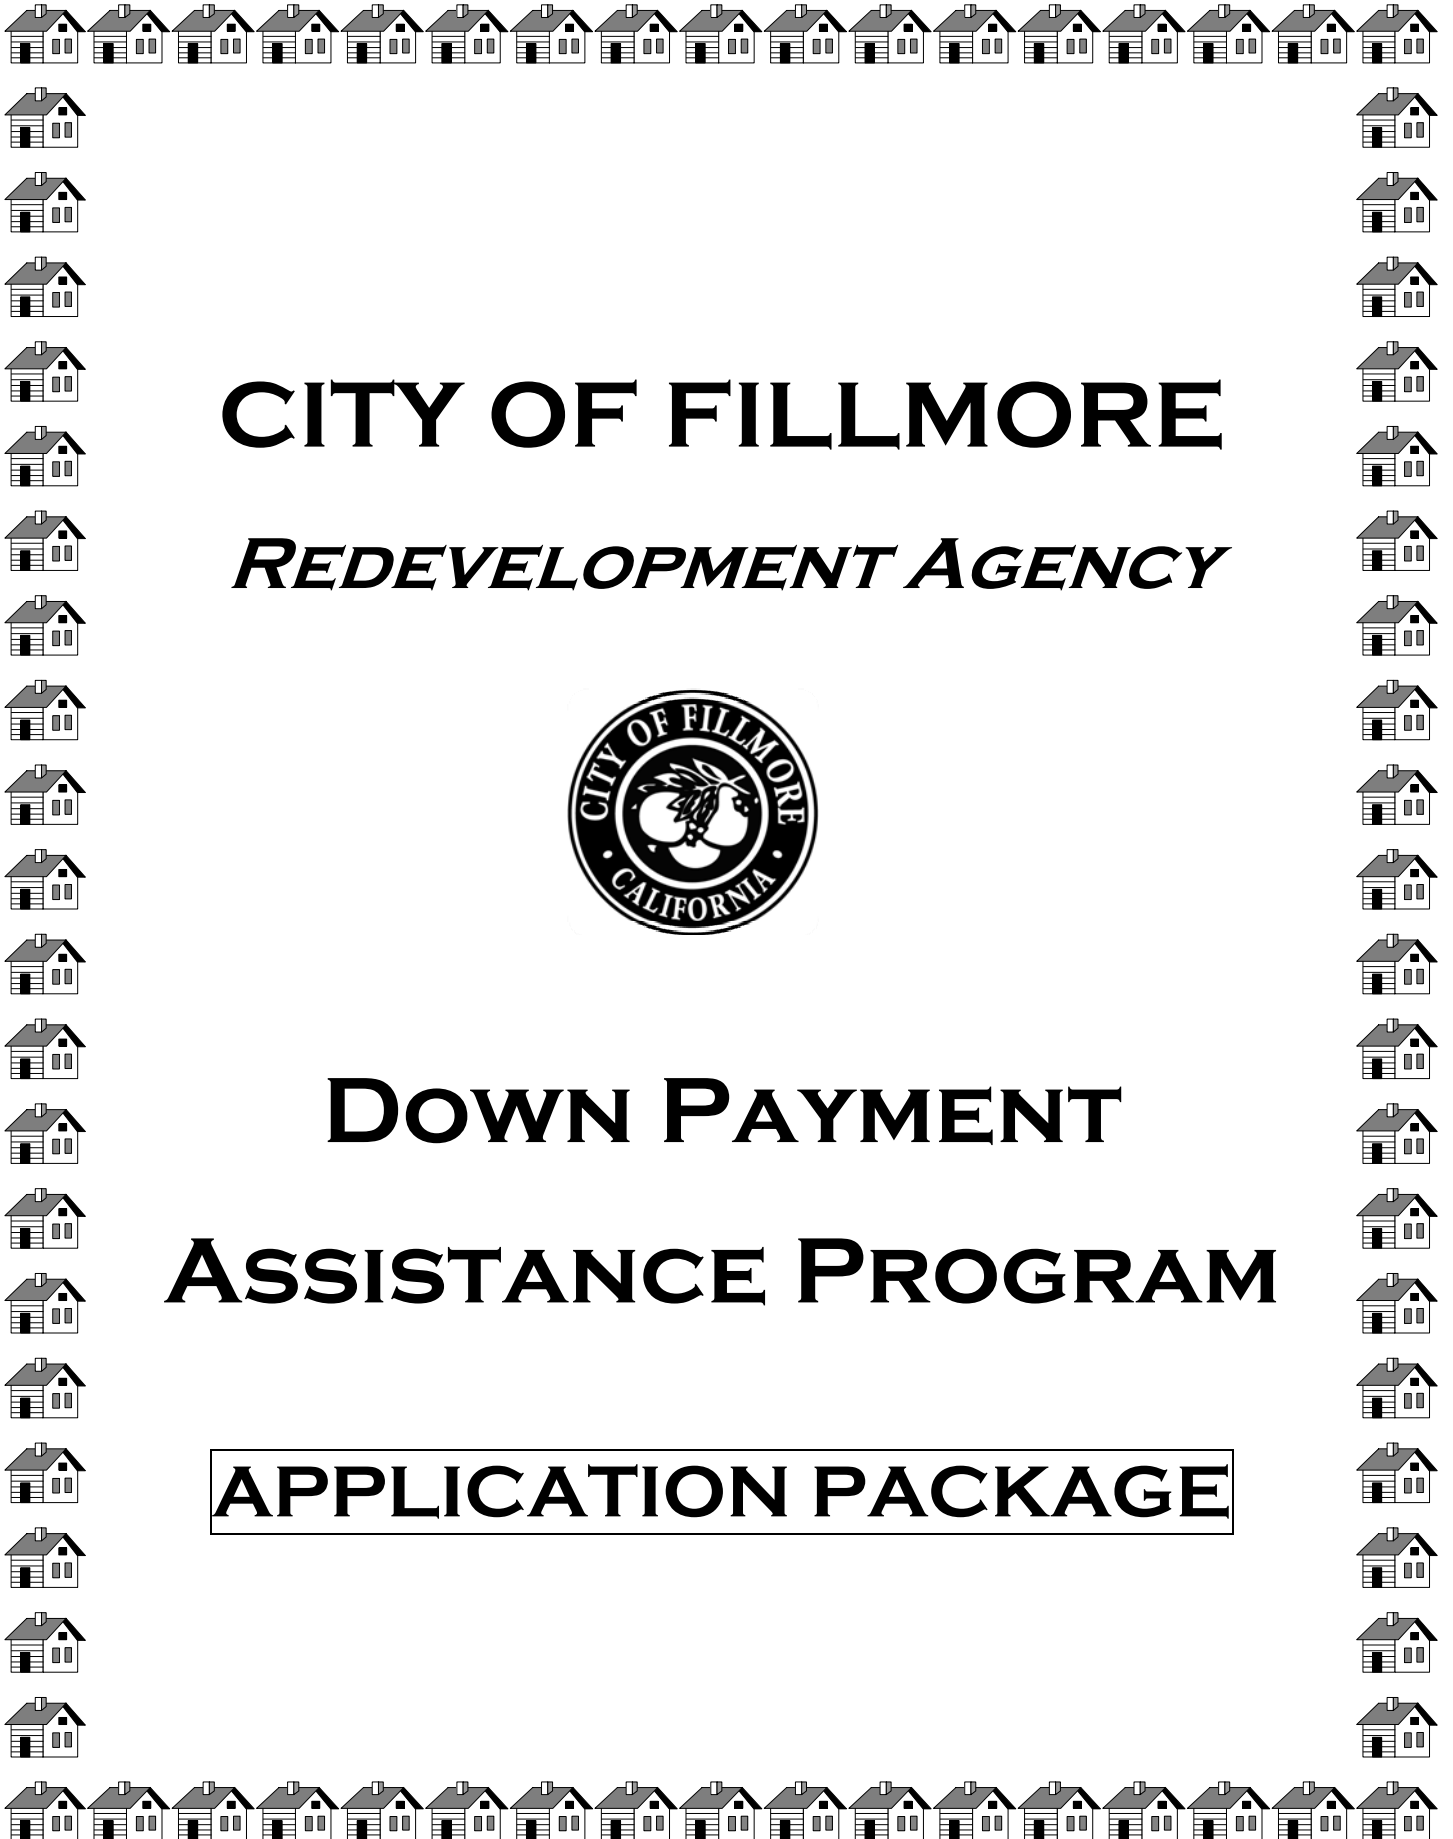 CITY OF FILLMORE
REDEVELOPMENT AGENCY
CITY OF FILLMORE
• CALIFORNIA •
DOWN PAYMENT
ASSISTANCE PROGRAM
APPLICATION PACKAGE